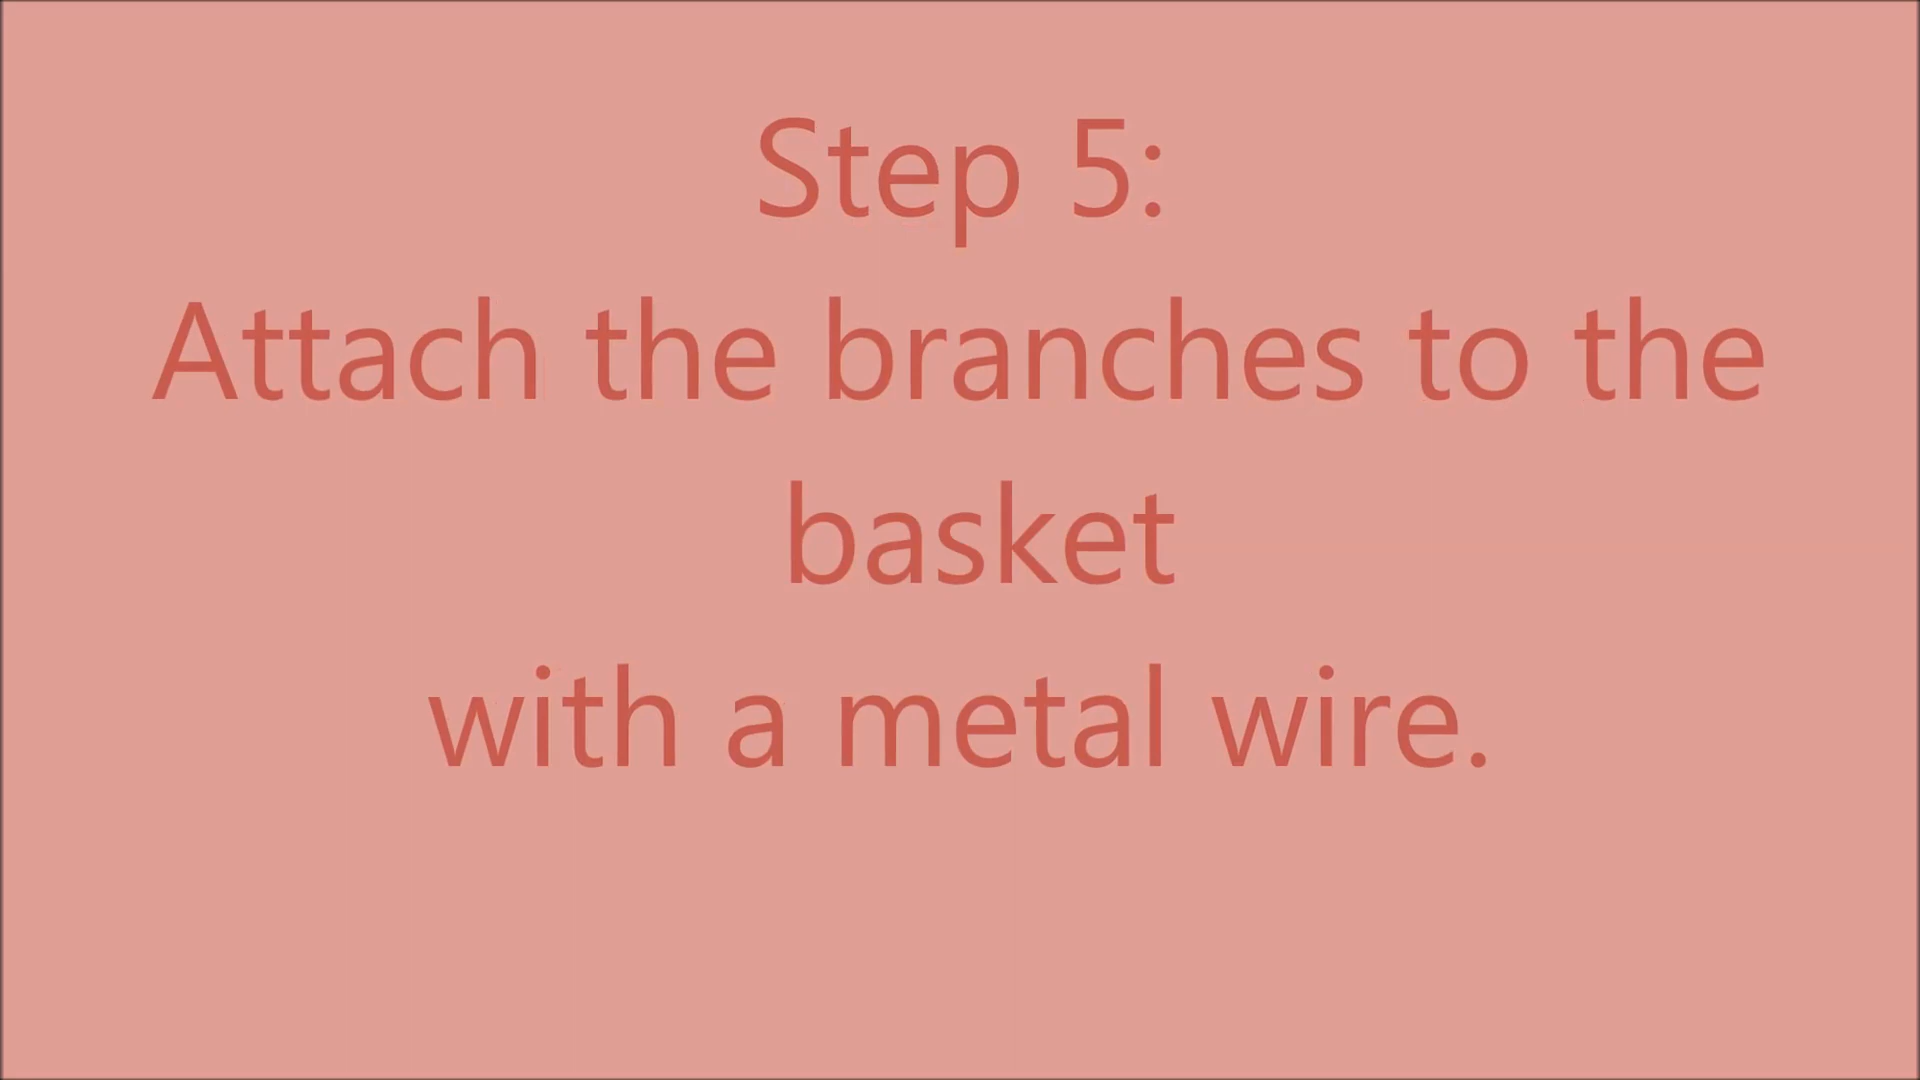 Step 5:
Attach the branches to the
basket
with a metal wire.